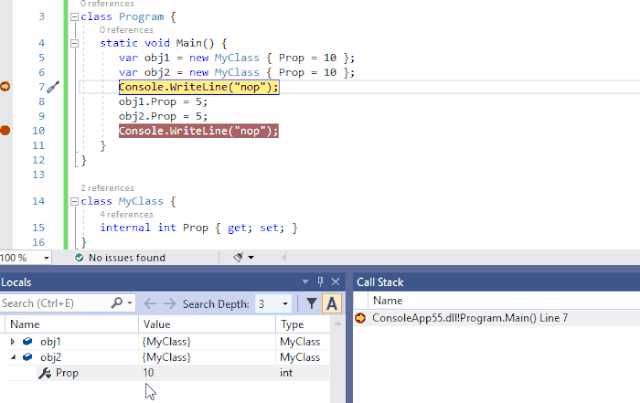 0 references
3 class Program {
0 references
4 static void Main() {
5 var obj1 = new MyClass { Prop = 10 };
6 var obj2 = new MyClass { Prop = 10 };
7 Console.WriteLine("nop");
8 obj1.Prop = 5;
9 obj2.Prop = 5;
10 Console.WriteLine("nop");
11 }
12 }
13
2 references
14 class MyClass {
4 references
15 internal int Prop { get; set; }
16 }
100 % No issues found
Locals
Search (Ctrl+E) Search Depth: 3 A
Name Value Type
obj1 {MyClass} MyClass
obj2 {MyClass} MyClass
Prop 10 int
Call Stack
Name
ConsoleApp55.dll!Program.Main() Line 7